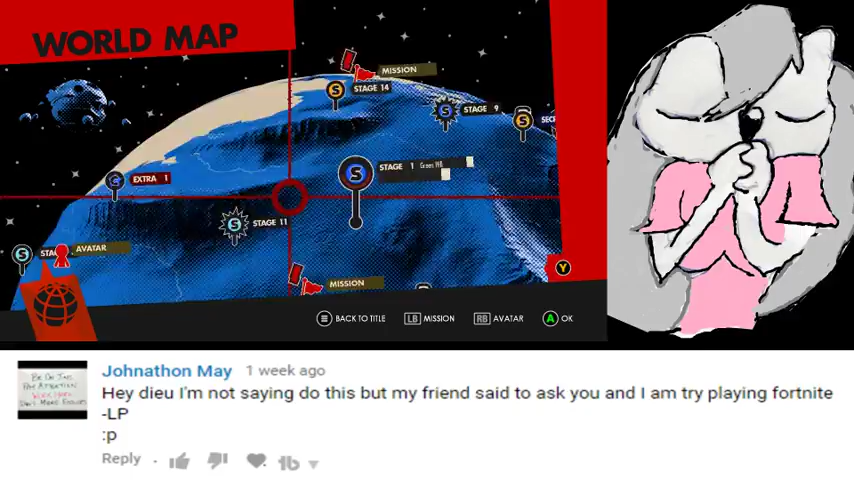 WORLD MAP
MISSION
STAGE 14
STAGE 9
EXTRA 1
STAGE 1 Green Hill
STAGE 11
AVATAR
MISSION
Y
BACK TO TITLE LB MISSION RB AVATAR A OK
Johnathon May 1 week ago
Hey dieu I'm not saying do this but my friend said to ask you and I am try playing fortnite
-LP
:p
Reply